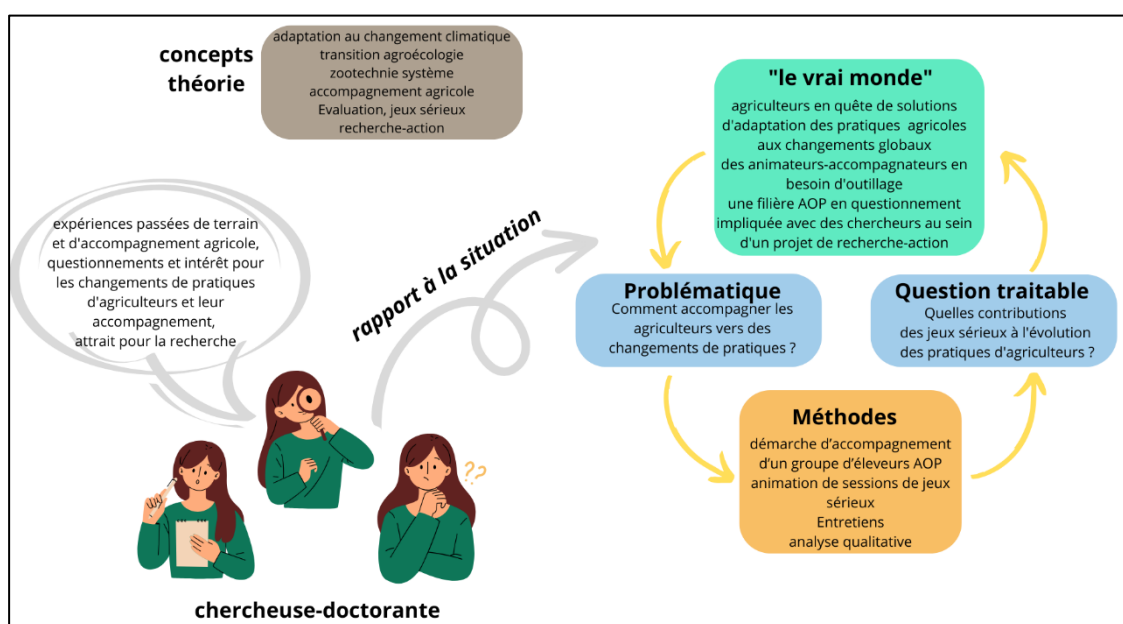 concepts
théorie
adaptation au changement climatique
transition agroécologie
zootechnie système
accompagnement agricole
Evaluation, jeux sérieux
recherche-action
"le vrai monde"
agriculteurs en quête de solutions
d'adaptation des pratiques agricoles
aux changements globaux
des animateurs-accompagnateurs en
besoin d'outillage
une filière AOP en questionnement
impliquée avec des chercheurs au sein
d'un projet de recherche-action
expériences passées de terrain
et d'accompagnement agricole,
questionnements et intérêt pour
les changements de pratiques
d'agriculteurs et leur
accompagnement,
attrait pour la recherche
rapport à la situation
Problématique
Comment accompagner les
agriculteurs vers des
changements de pratiques ?
Question traitable
Quelles contributions
des jeux sérieux à l'évolution
des pratiques d'agriculteurs ?
Méthodes
démarche d'accompagnement
d'un groupe d'éleveurs AOP
animation de sessions de jeux
sérieux
Entretiens
analyse qualitative
??
chercheuse-doctorante